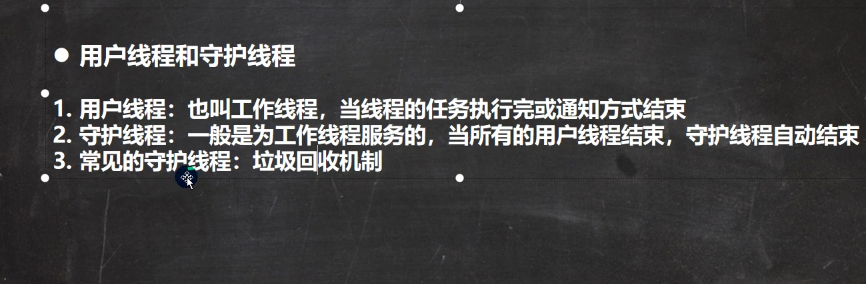 ● 用户线程和守护线程
1. 用户线程：也叫工作线程，当线程的任务执行完或通知方式结束
2. 守护线程：一般是为工作线程服务的，当所有的用户线程结束，守护线程自动结束
3. 常见的守护线程：垃圾回收机制